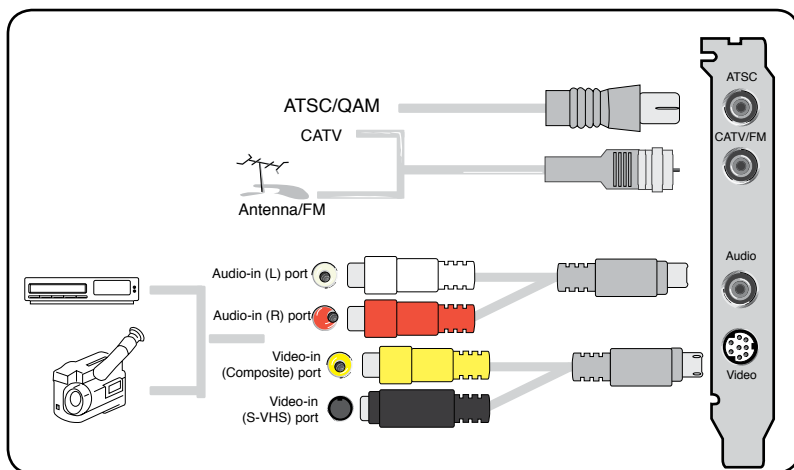 ATSC/QAM
CATV
Antenna/FM
Audio-in (L) port
Audio-in (R) port
Video-in
(Composite) port
Video-in
(S-VHS) port
ATSC
CATV/FM
Audio
Video